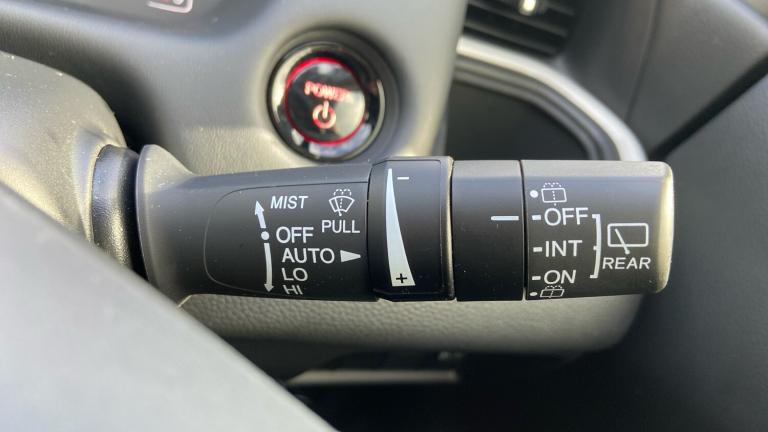 POWER
MIST
PULL
OFF
AUTO
LO
HI
-
+
OFF
INT
ON
REAR